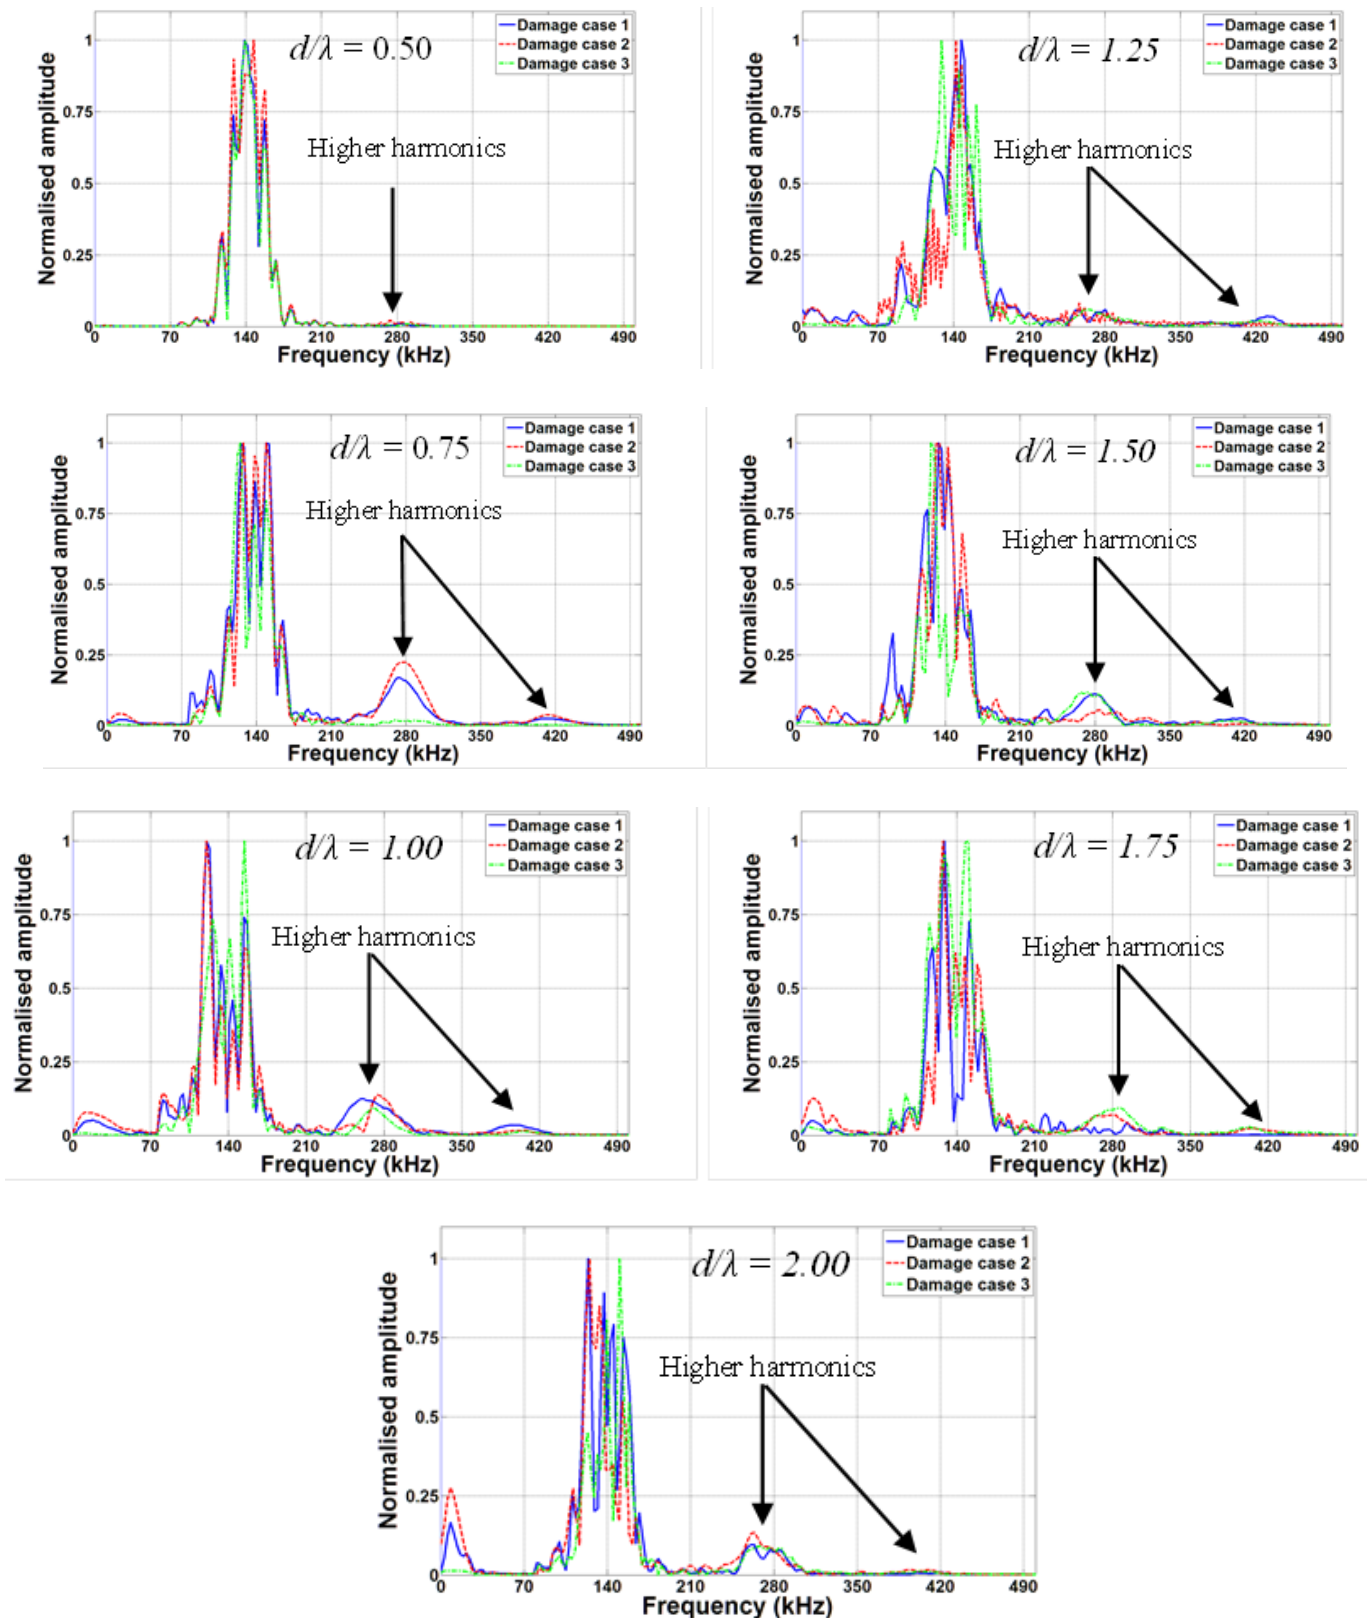 Damage case 1
Damage case 2
Damage case 3
d/λ = 0.50
Higher harmonics
Normalised amplitude
1
0.75
0.5
0.25
0
0 70 140 210 280 350 420 490
Frequency (kHz)
Damage case 1
Damage case 2
Damage case 3
d/λ = 1.25
Higher harmonics
Normalised amplitude
1
0.75
0.5
0.25
0
0 70 140 210 280 350 420 490
Frequency (kHz)
Damage case 1
Damage case 2
Damage case 3
d/λ = 0.75
Higher harmonics
Normalised amplitude
1
0.75
0.5
0.25
0
0 70 140 210 280 350 420 490
Frequency (kHz)
Damage case 1
Damage case 2
Damage case 3
d/λ = 1.50
Higher harmonics
Normalised amplitude
1
0.75
0.5
0.25
0
0 70 140 210 280 350 420 490
Frequency (kHz)
Damage case 1
Damage case 2
Damage case 3
d/λ = 1.00
Higher harmonics
Normalised amplitude
1
0.75
0.5
0.25
0
0 70 140 210 280 350 420 490
Frequency (kHz)
Damage case 1
Damage case 2
Damage case 3
d/λ = 1.75
Higher harmonics
Normalised amplitude
1
0.75
0.5
0.25
0
0 70 140 210 280 350 420 490
Frequency (kHz)
Damage case 1
Damage case 2
Damage case 3
d/λ = 2.00
Higher harmonics
Normalised amplitude
1
0.75
0.5
0.25
0
0 70 140 210 280 350 420 490
Frequency (kHz)